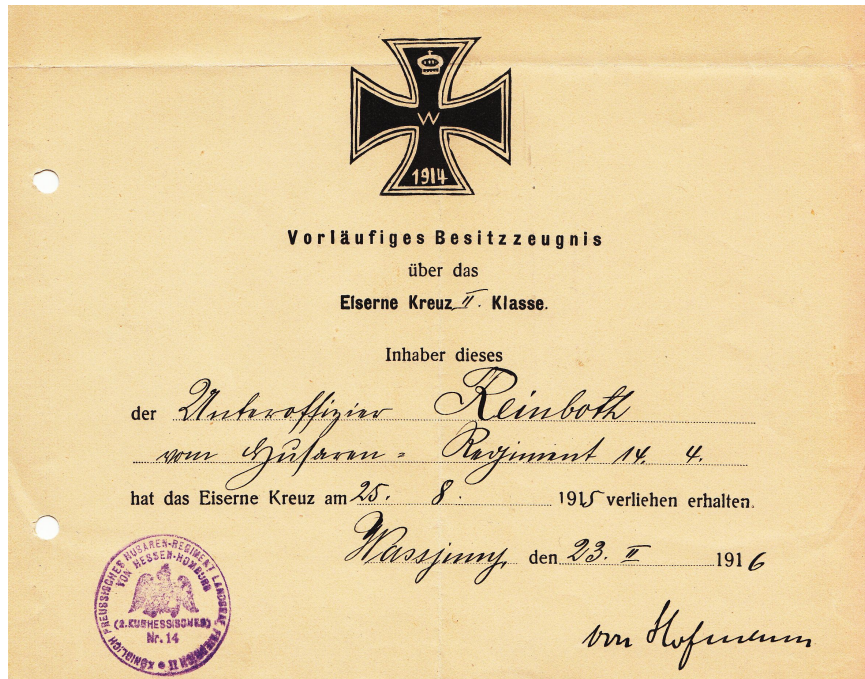 W
1914
Vorläufiges Besitzzeugnis
über das
Eiserne Kreuz II. Klasse.
Inhaber dieses
der Unteroffizier Reinboth
vom Husaren- Regiment 14. 4.
hat das Eiserne Kreuz am 25. 8. 1915 verliehen erhalten.
den 23. II 1916
von Hofmann
KÖNIGLICH PREUSSISCHES HUSAREN-REGIMENT LANDGRAF FRIEDRICH II
VON HESSEN-HOMBURG
(2.KURHESSISCHES)
Nr. 14